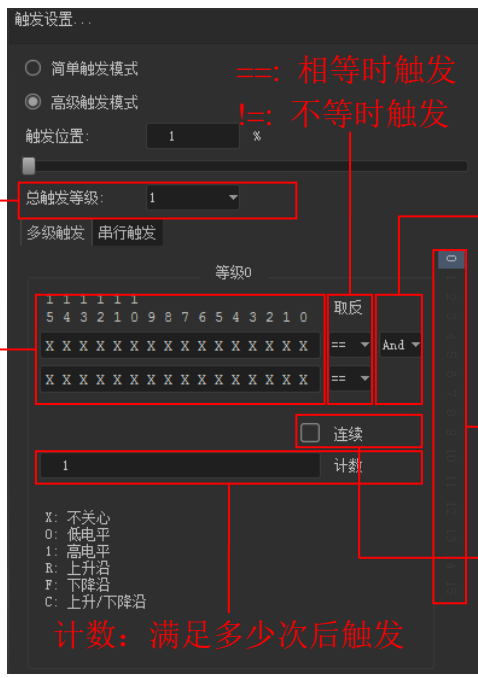 触发设置...
简单触发模式
==: 相等时触发
高级触发模式
!=: 不等时触发
触发位置: 1 %
总触发等级: 1
多级触发 串行触发
等级0
0
1 1 1 1 1 1
5 4 3 2 1 0 9 8 7 6 5 4 3 2 1 0
取反
X X X X X X X X X X X X X X X X == And
X X X X X X X X X X X X X X X X ==
连续
1 计数
X: 不关心
0: 低电平
1: 高电平
R: 上升沿
F: 下降沿
C: 上升/下降沿
计数: 满足多少次后触发